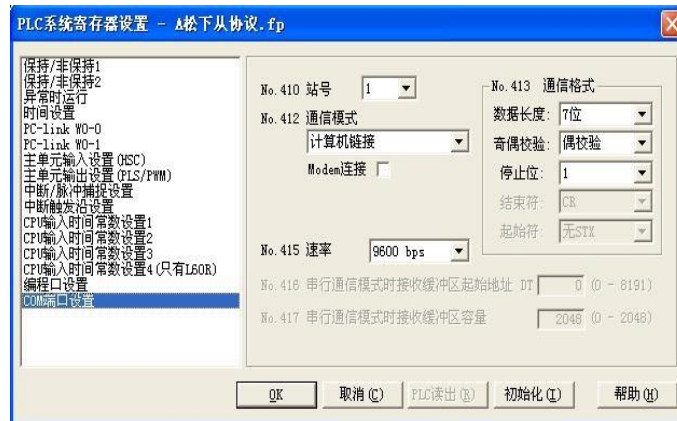 PLC系统寄存器设置 - A松下从协议.fp
保持/非保持1
保持/非保持2
异常时运行
时间设置
PC-link W0-0
PC-link W0-1
主单元输入设置(HSC)
主单元输出设置(PLS/PWM)
中断/脉冲捕捉设置
中断触发沿设置
CPU输入时间常数设置1
CPU输入时间常数设置2
CPU输入时间常数设置3
CPU输入时间常数设置4(只有L60R)
编程口设置
COM端口设置
No.410 站号 1
No.412 通信模式
计算机链接
Modem连接
No.413 通信格式
数据长度: 7位
奇偶校验: 偶校验
停止位: 1
结束符: CR
起始符: 无STX
No.415 速率 9600 bps
No.416 串行通信模式时接收缓冲区起始地址 DT 0 (0 - 8191)
No.417 串行通信模式时接收缓冲区容量 2048 (0 - 2048)
OK 取消(C) PLC读出(R) 初始化(I) 帮助(H)